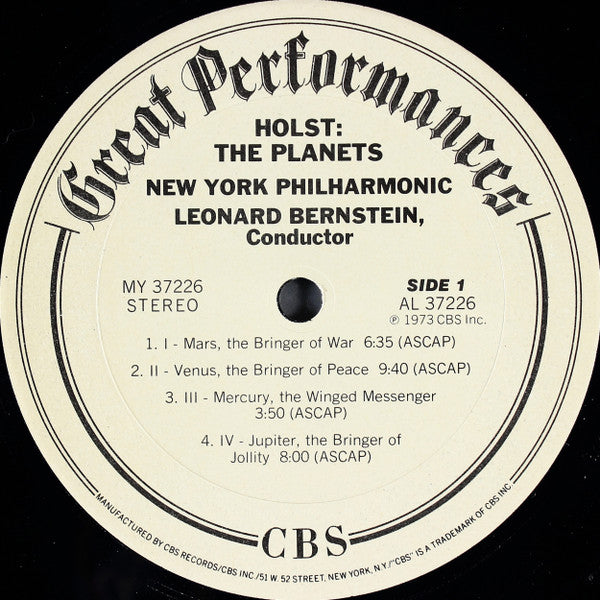 Great Performances
HOLST:
THE PLANETS
NEW YORK PHILHARMONIC
LEONARD BERNSTEIN,
Conductor
MY 37226
STEREO
SIDE 1
AL 37226
℗ 1973 CBS Inc.
1. I - Mars, the Bringer of War 6:35 (ASCAP)
2. II - Venus, the Bringer of Peace 9:40 (ASCAP)
3. III - Mercury, the Winged Messenger
3:50 (ASCAP)
4. IV - Jupiter, the Bringer of
Jollity 8:00 (ASCAP)
CBS
MANUFACTURED BY CBS RECORDS/CBS INC./51 W. 52 STREET, NEW YORK, N.Y./"CBS" IS A TRADEMARK OF CBS INC.